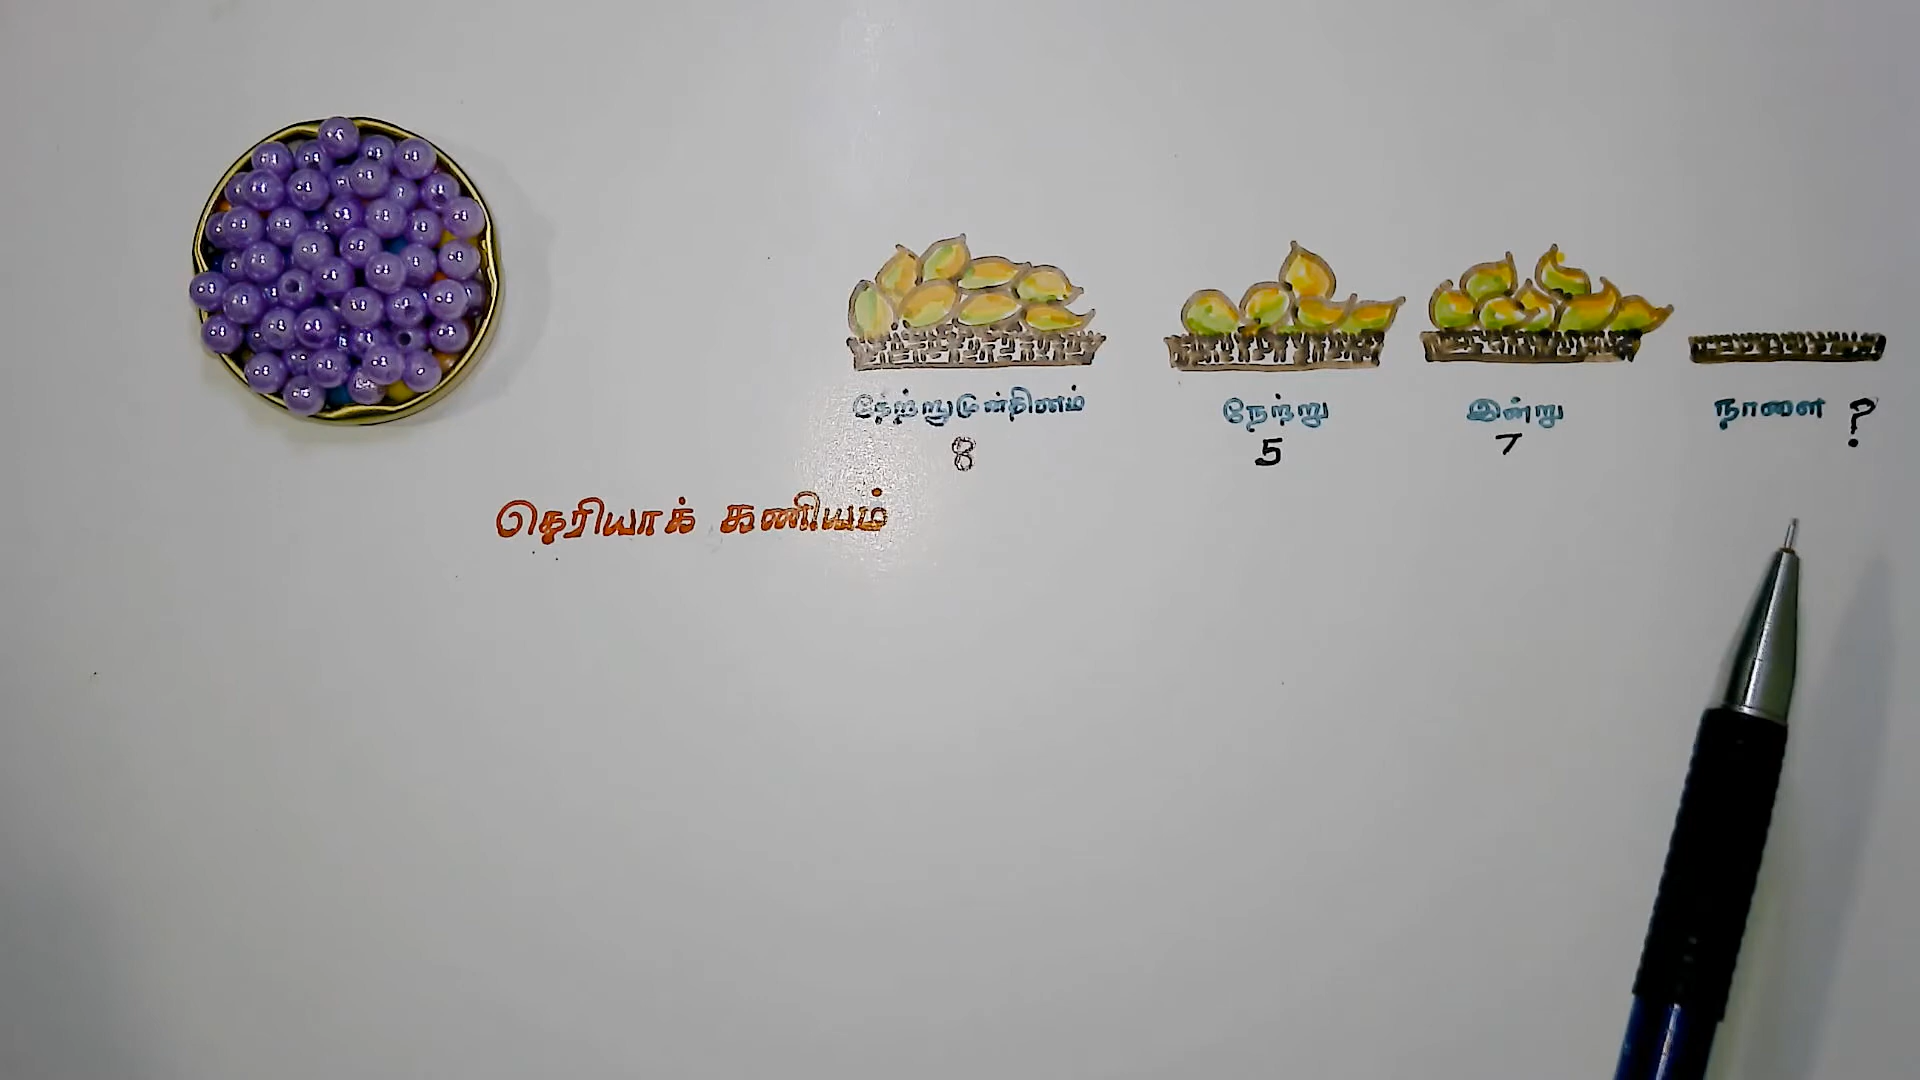 நேற்றுமுன்தினம் நேற்று இன்று நாளை ?
8 5 7
தெரியாக் கணியம்